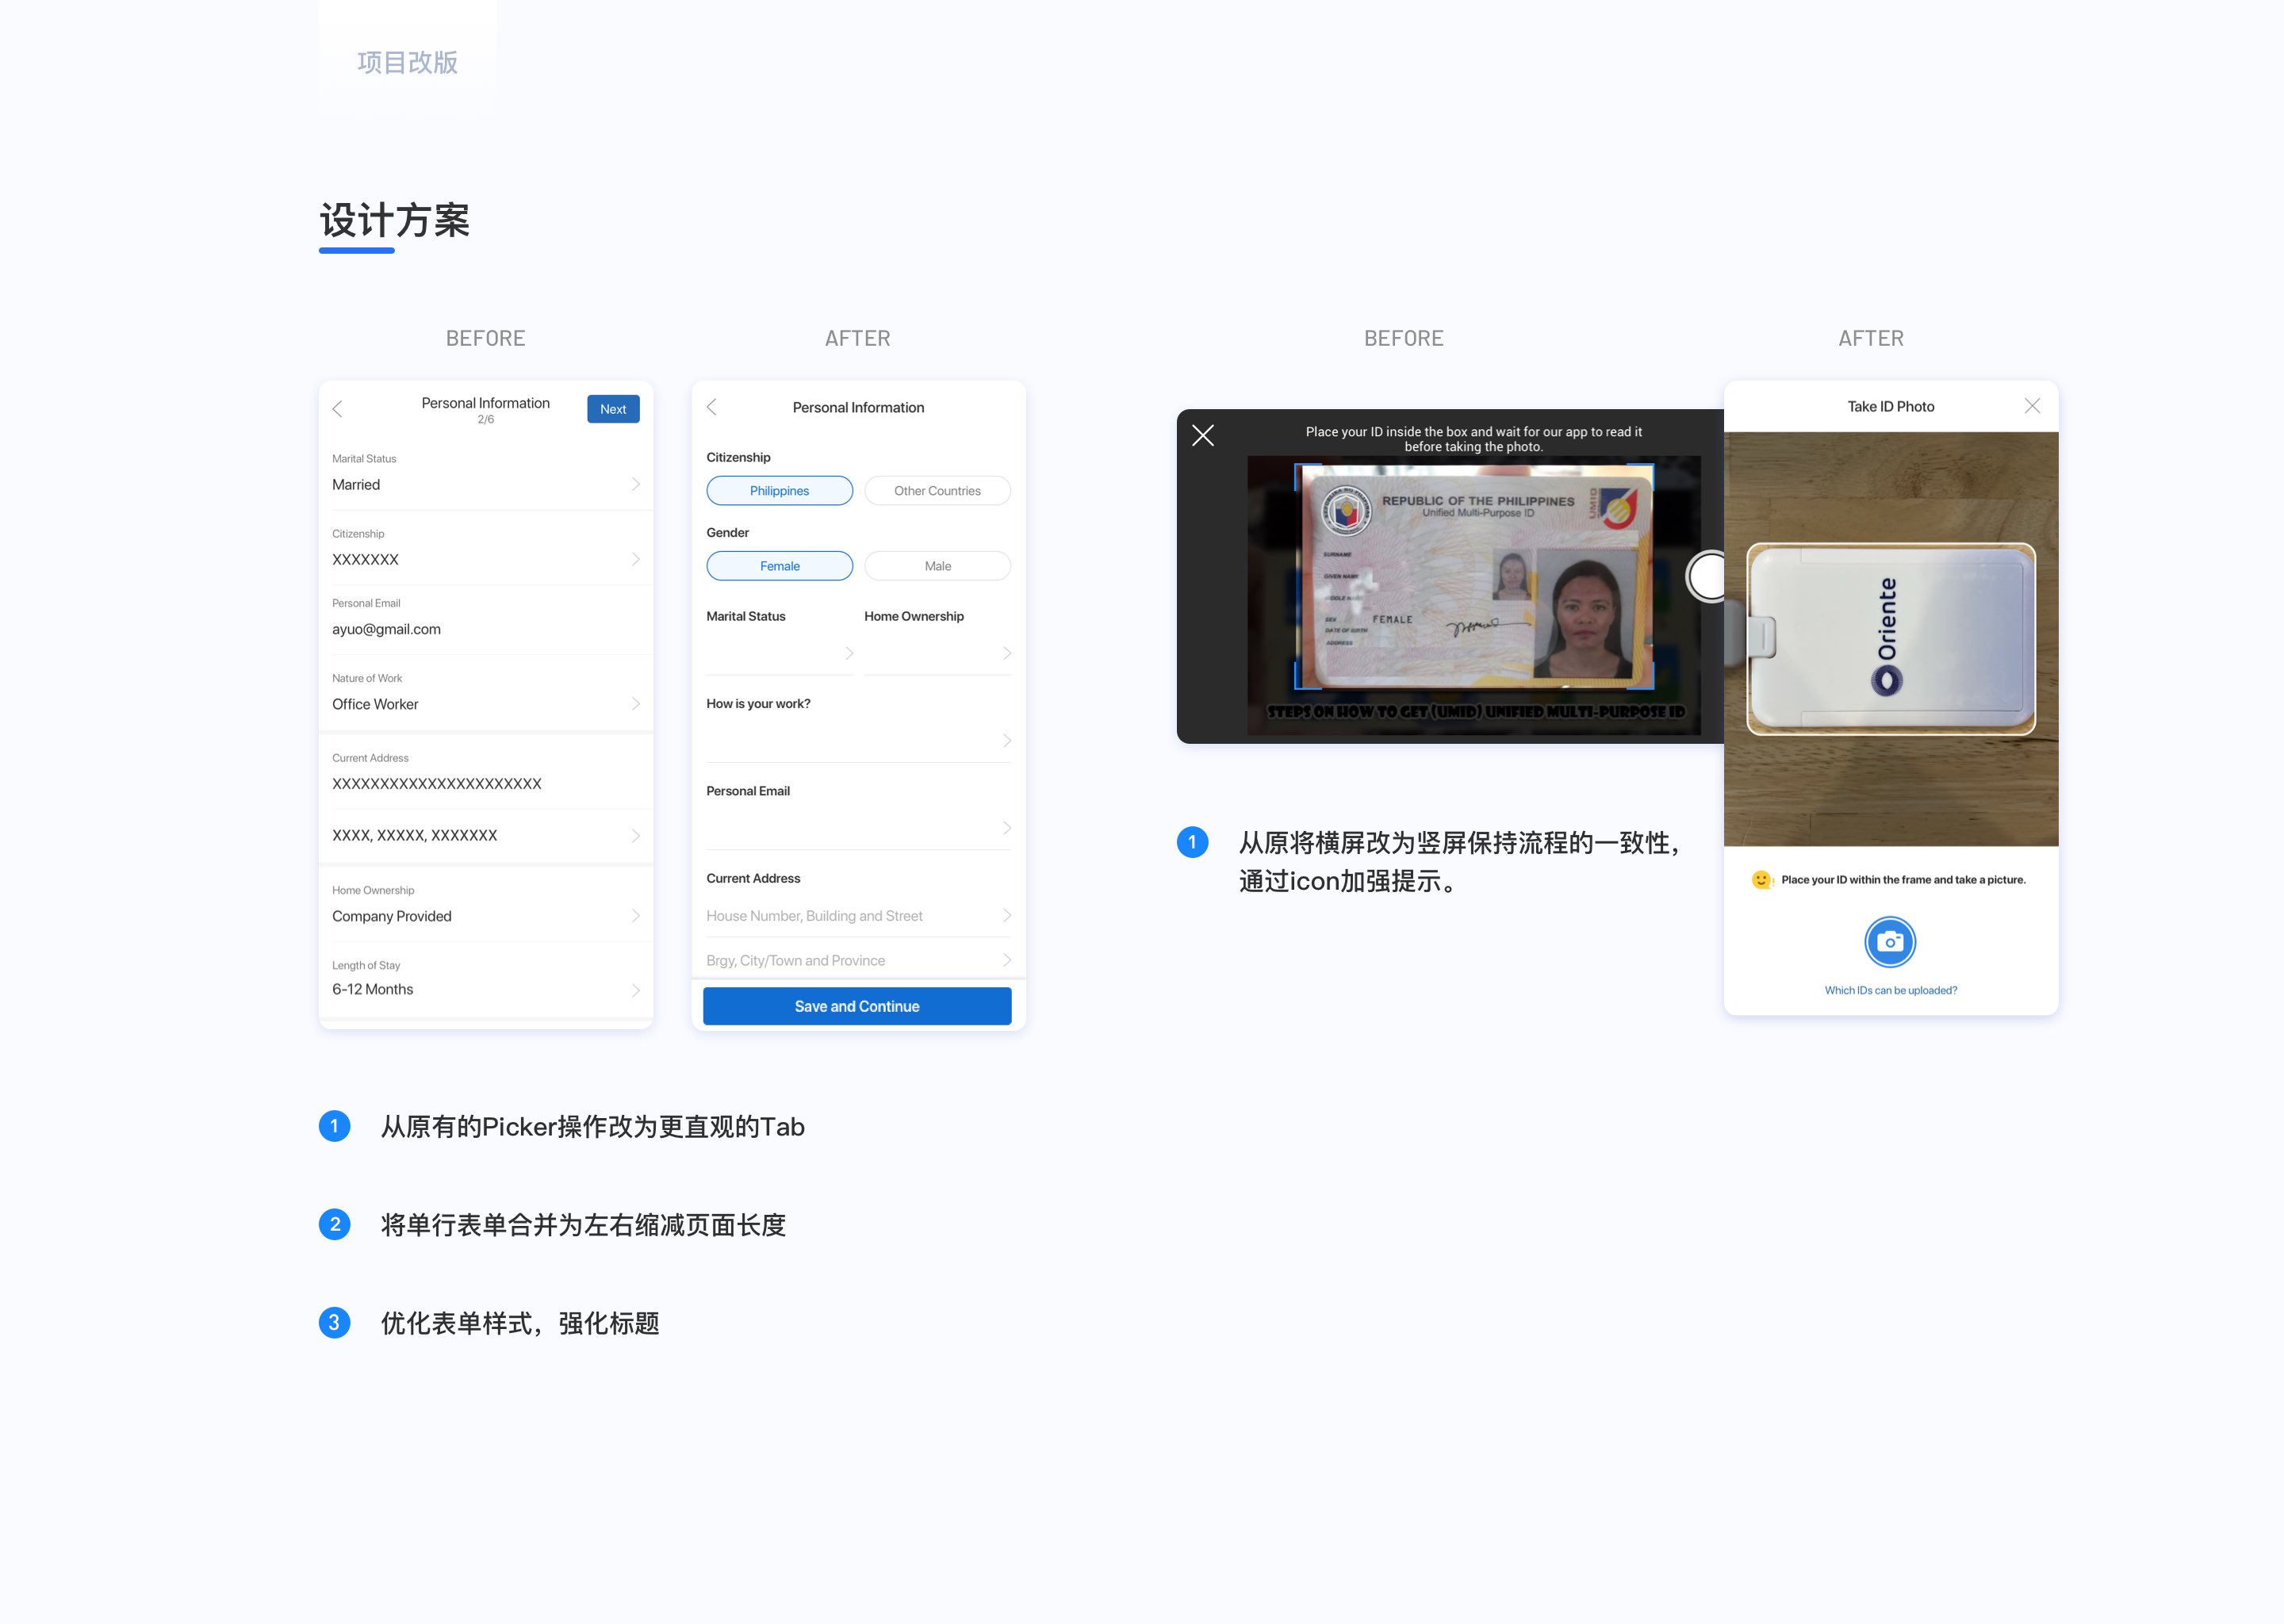 项目改版
设计方案
BEFORE
AFTER
Personal Information
2/6
Next
Marital Status
Married
Citizenship
XXXXXXX
Personal Email
ayuo@gmail.com
Nature of Work
Office Worker
Current Address
XXXXXXXXXXXXXXXXXXXXXX
XXXX, XXXXX, XXXXXXX
Home Ownership
Company Provided
Length of Stay
6-12 Months
Personal Information
Citizenship
Philippines
Other Countries
Gender
Female
Male
Marital Status
Home Ownership
How is your work?
Personal Email
Current Address
House Number, Building and Street
Brgy, City/Town and Province
Save and Continue
1 从原有的Picker操作改为更直观的Tab
2 将单行表单合并为左右缩减页面长度
3 优化表单样式，强化标题
BEFORE
AFTER
Place your ID inside the box and wait for our app to read it
before taking the photo.
REPUBLIC OF THE PHILIPPINES
Unified Multi-Purpose ID
UMID
SURNAME
GIVEN NAME
MIDDLE NAME
SEX
FEMALE
DATE OF BIRTH
ADDRESS
STEPS ON HOW TO GET (UMID) UNIFIED MULTI-PURPOSE ID
1 从原将横屏改为竖屏保持流程的一致性，
通过icon加强提示。
Take ID Photo
Oriente
Place your ID within the frame and take a picture.
Which IDs can be uploaded?